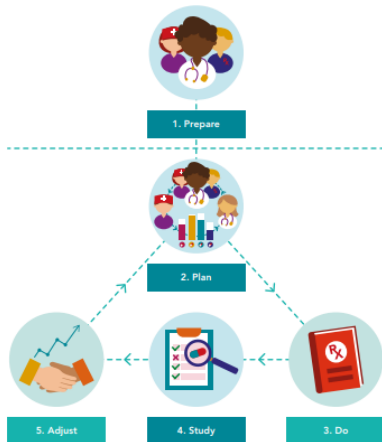 1. Prepare
2. Plan
Rx
5. Adjust
4. Study
3. Do